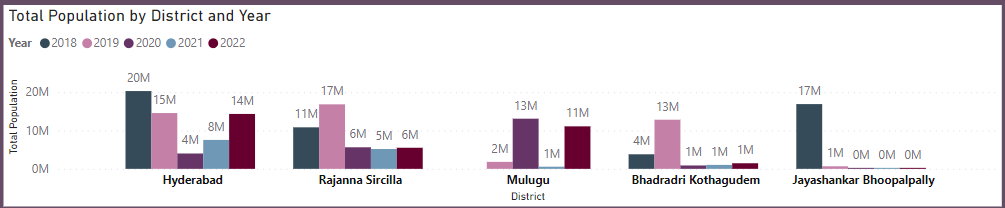 Total Population by District and Year
Year 2018 2019 2020 2021 2022
Total Population
20M
10M
0M
20M 15M 4M 8M 14M
11M 17M 6M 5M 6M
2M 13M 1M 11M
4M 13M 1M 1M 1M
17M 1M 0M 0M 0M
Hyderabad Rajanna Sircilla Mulugu Bhadradri Kothagudem Jayashankar Bhoopalpally
District